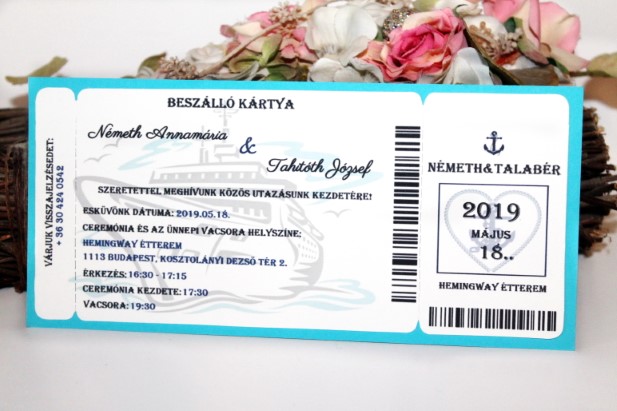 VÁRJUK VISSZAJELZÉSEDET:
+ 36 30 424 0542
BESZÁLLÓ KÁRTYA
Németh Annamária
&
Tahitóth József
SZERETETTEL MEGHÍVUNK KÖZÖS UTAZÁSUNK KEZDETÉRE!
ESKÜVŐNK DÁTUMA: 2019.05.18.
CEREMÓNIA ÉS AZ ÜNNEPI VACSORA HELYSZÍNE:
HEMINGWAY ÉTTEREM
1113 BUDAPEST, KOSZTOLÁNYI DEZSŐ TÉR 2.
ÉRKEZÉS: 16:30 - 17:15
CEREMÓNIA KEZDETE: 17:30
VACSORA: 19:30
NÉMETH&TALABÉR
2019
MÁJUS
18..
HEMINGWAY ÉTTEREM